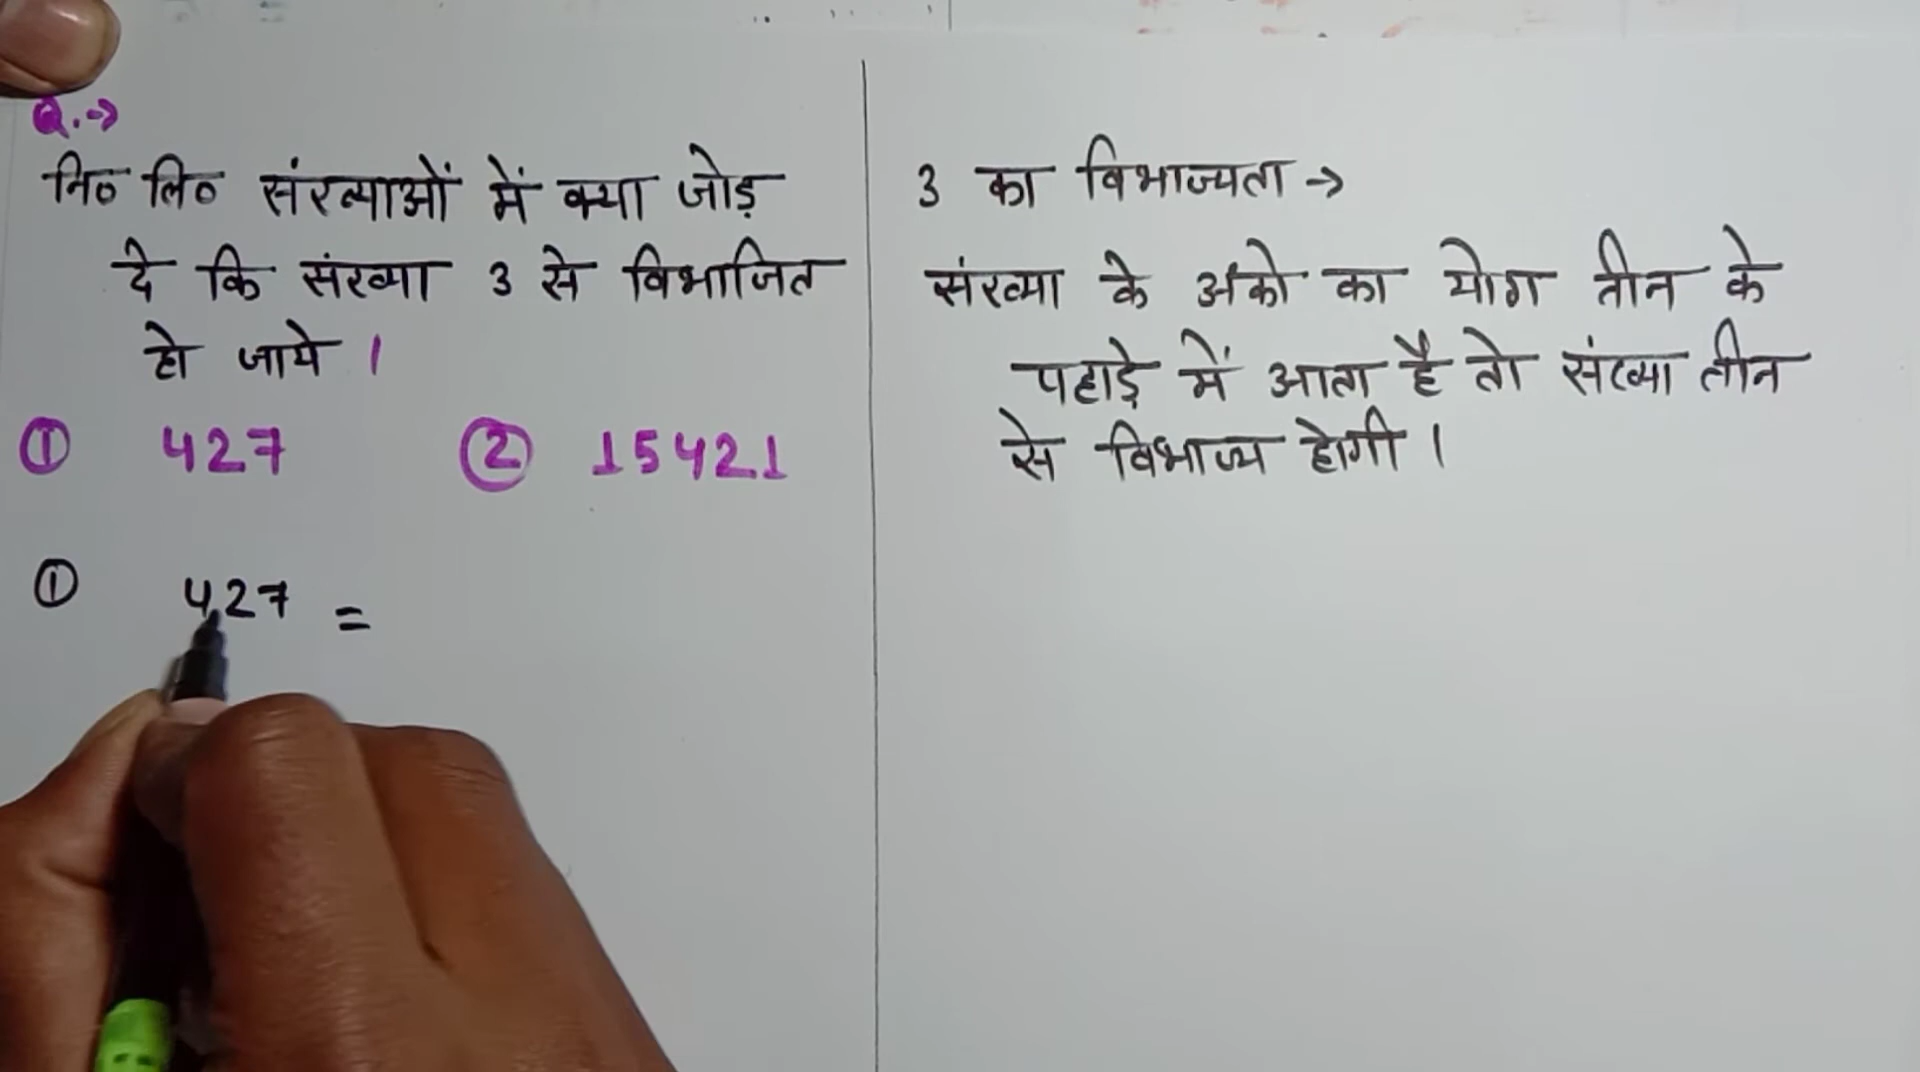 Q.→
नि० लि० संख्याओं में क्या जोड़
दे कि संख्या 3 से विभाजित
हो जाये ।
① 427 ② 15421
① 427 =
3 का विभाज्यता →
संख्या के अंको का योग तीन के
पहाड़े में आता है तो संख्या तीन
से विभाज्य होगी ।